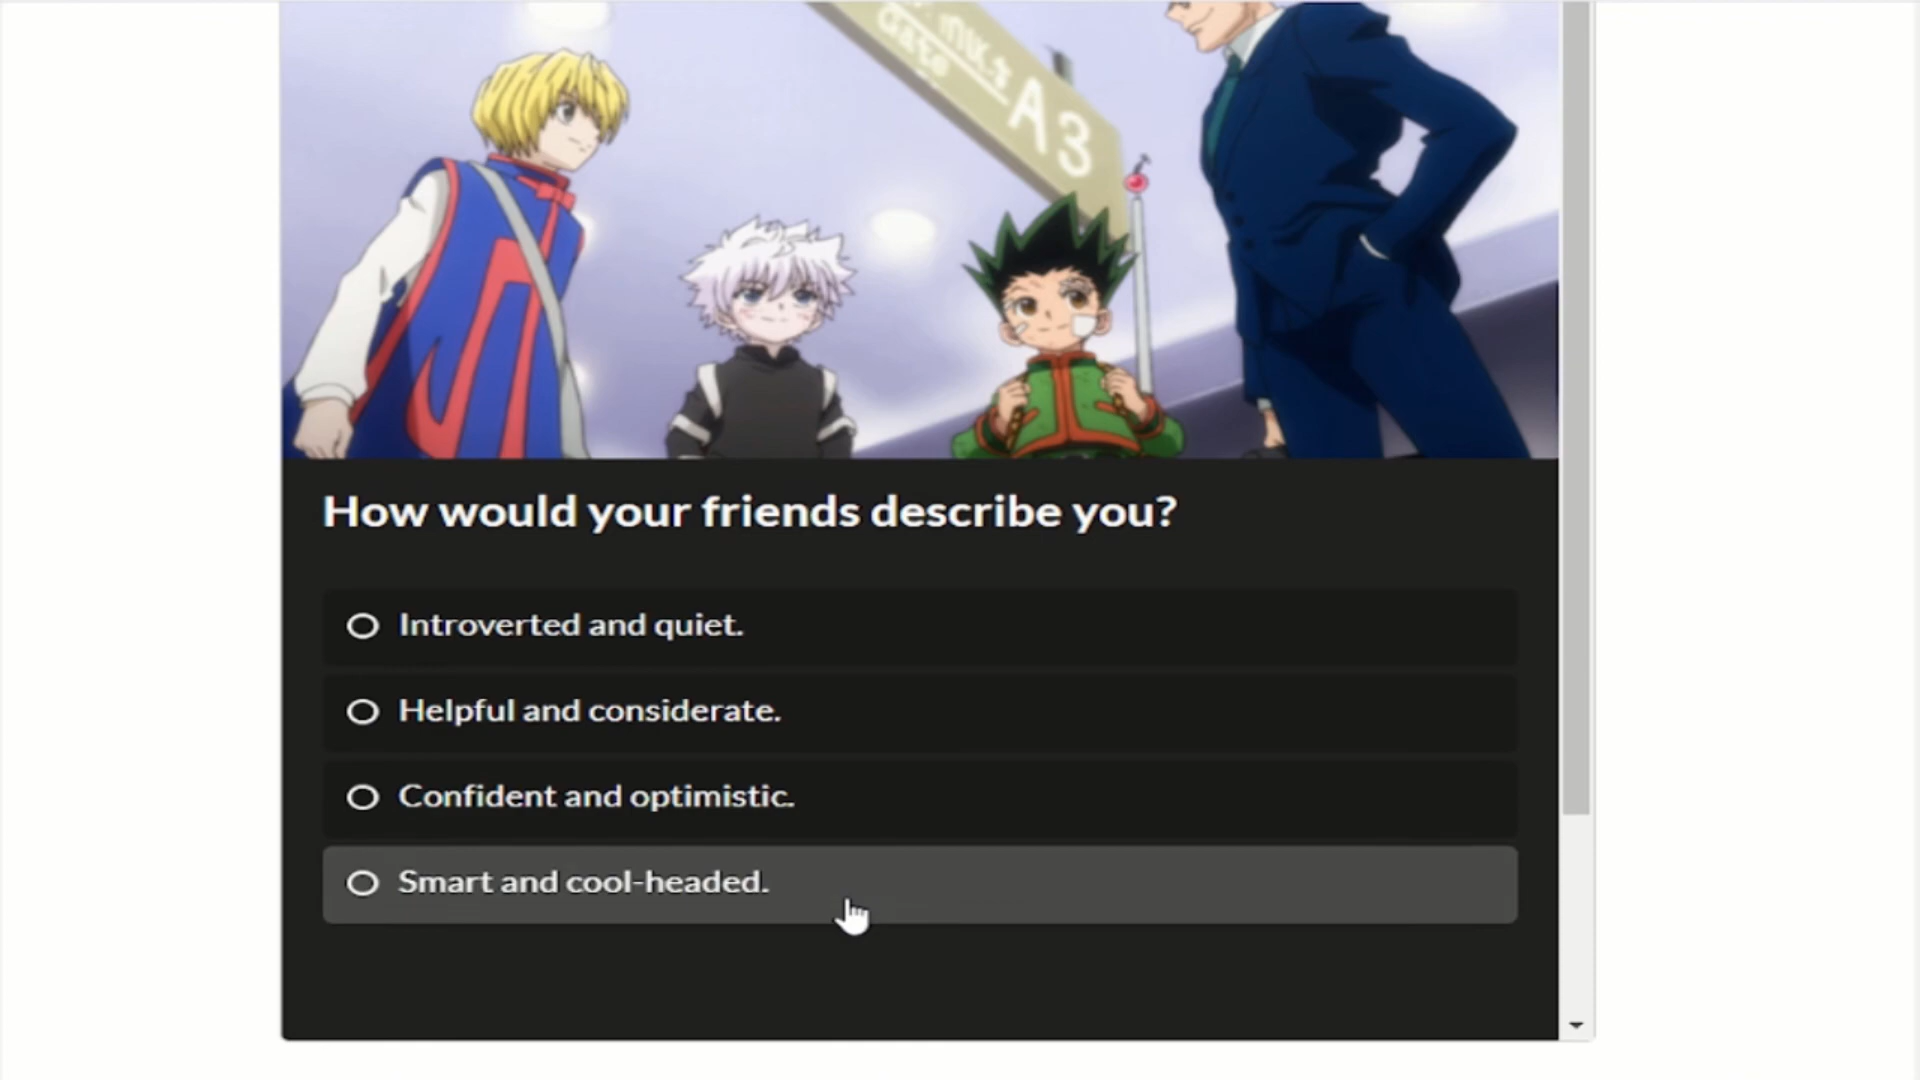 Gate
A3
How would your friends describe you?
Introverted and quiet.
Helpful and considerate.
Confident and optimistic.
Smart and cool-headed.